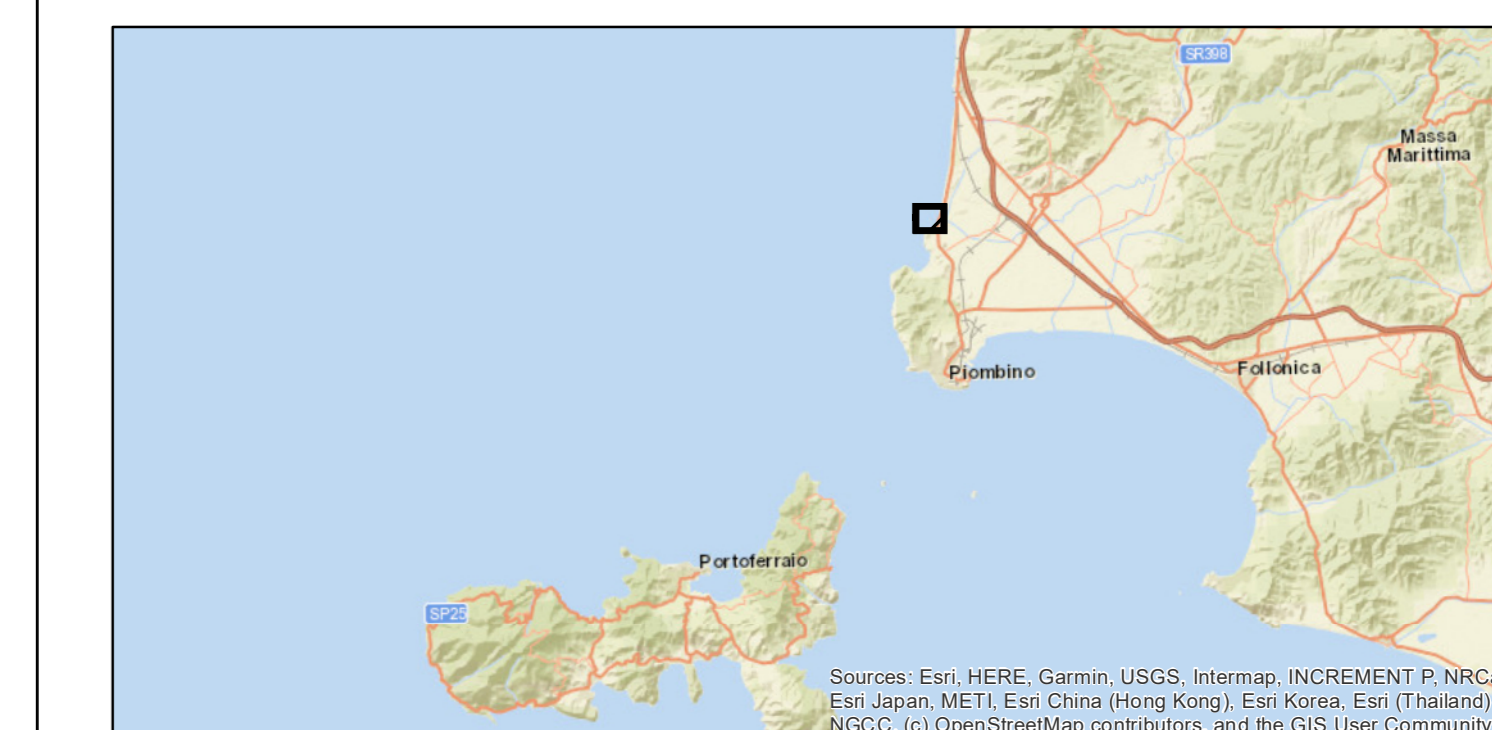 SR398
Massa
Marittima
Piombino
Follonica
Portoferraio
SP25
Sources: Esri, HERE, Garmin, USGS, Intermap, INCREMENT P,
Esri Japan, METI, Esri China (Hong Kong), Esri Korea, Esri (Thailand)
NGCC, (c) OpenStreetMap contributors, and the GIS User Community